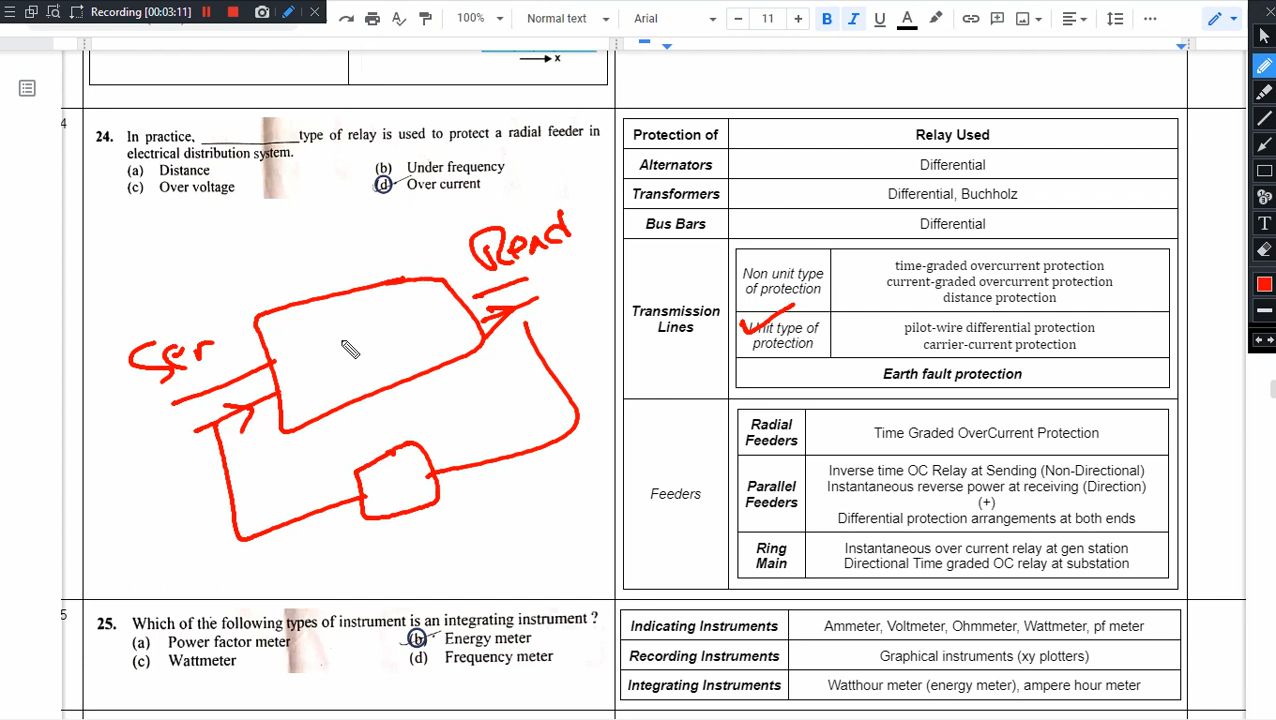 Recording [00:03:11]
100%
Normal text
Arial
11
B
I
U
A
x
4
24. In practice, ____________ type of relay is used to protect a radial feeder in
electrical distribution system.
(a) Distance
(b) Under frequency
(c) Over voltage
(d) Over current
Send
Protection of
Relay Used
Alternators
Differential
Transformers
Differential, Buchholz
Bus Bars
Differential
Transmission
Lines
Non unit type
of protection
time-graded overcurrent protection
current-graded overcurrent protection
distance protection
Unit type of
protection
pilot-wire differential protection
carrier-current protection
Earth fault protection
Feeders
Radial
Feeders
Time Graded OverCurrent Protection
Parallel
Feeders
Inverse time OC Relay at Sending (Non-Directional)
Instantaneous reverse power at receiving (Direction)
(+)
Differential protection arrangements at both ends
Ring
Main
Instantaneous over current relay at gen station
Directional Time graded OC relay at substation
5
25. Which of the following types of instrument is an integrating instrument ?
(a) Power factor meter
(b) Energy meter
(c) Wattmeter
(d) Frequency meter
Indicating Instruments
Ammeter, Voltmeter, Ohmmeter, Wattmeter, pf meter
Recording Instruments
Graphical instruments (xy plotters)
Integrating Instruments
Watthour meter (energy meter), ampere hour meter
T